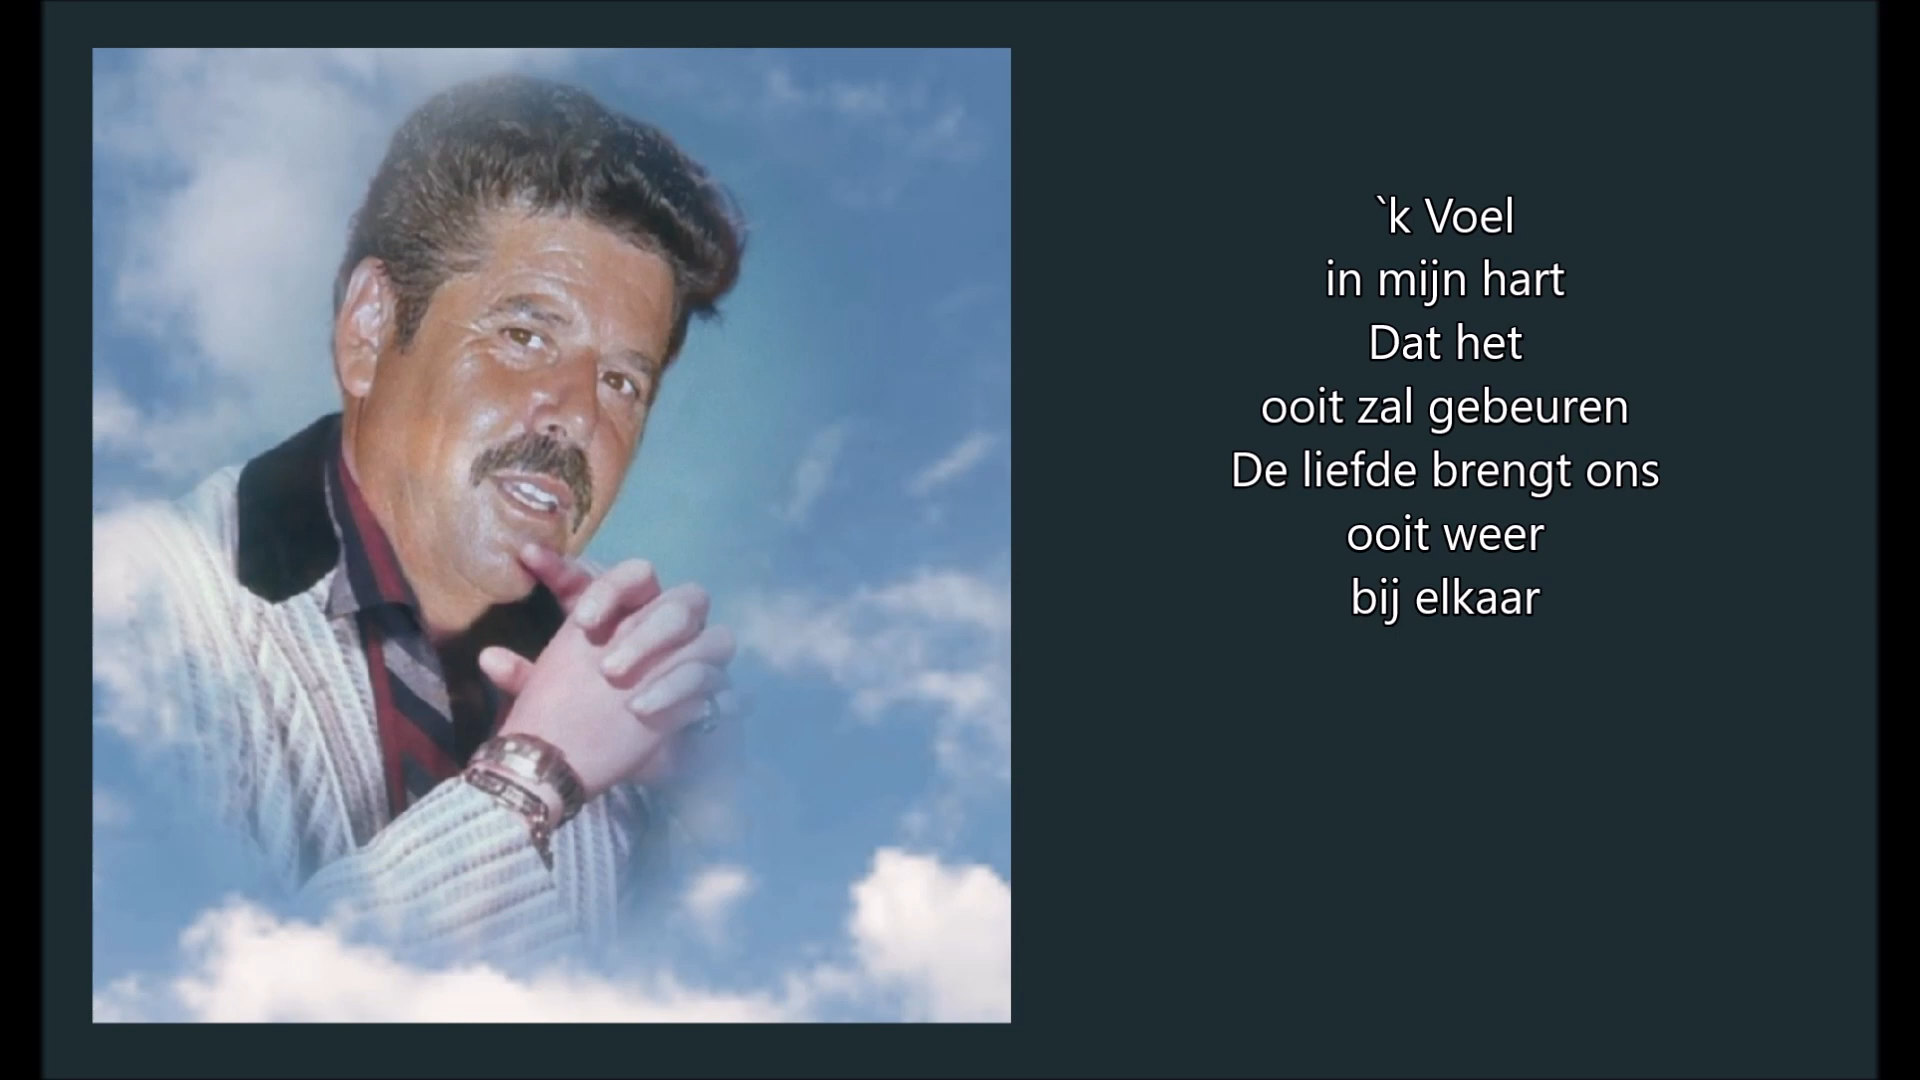 `k Voel
in mijn hart
Dat het
ooit zal gebeuren
De liefde brengt ons
ooit weer
bij elkaar